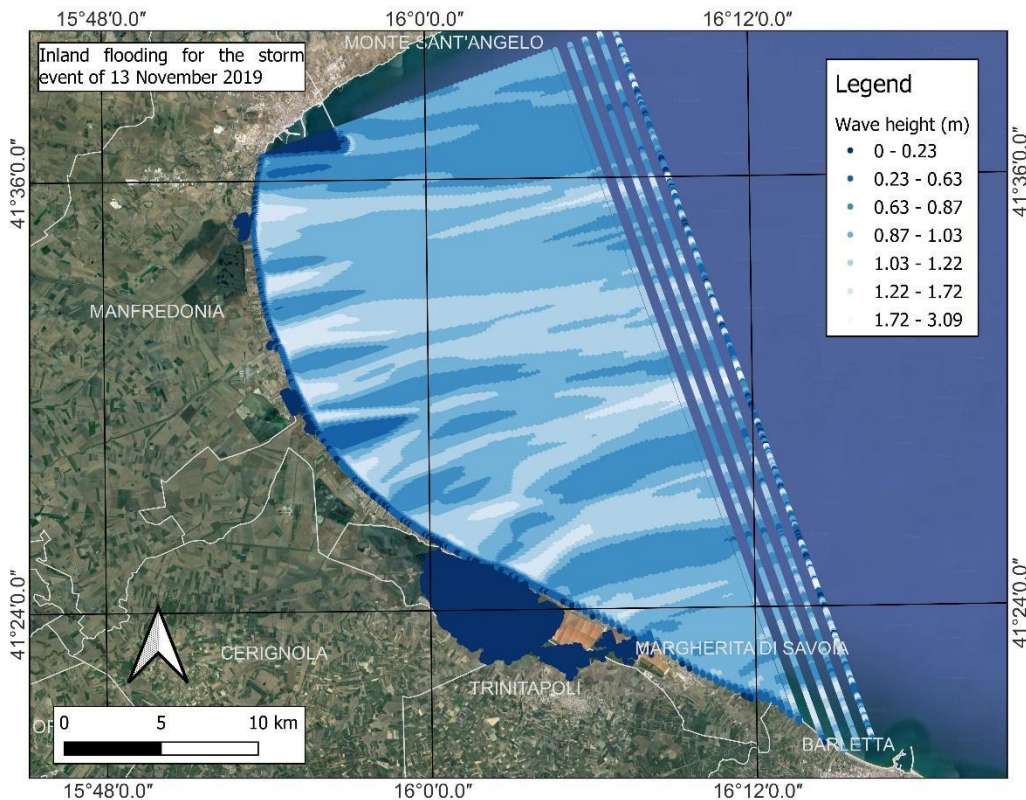 15°48'0.0"
16°0'0.0"
16°12'0.0"
Inland flooding for the storm
event of 13 November 2019
MONTE SANT'ANGELO
Legend
Wave height (m)
0 - 0.23
0.23 - 0.63
0.63 - 0.87
0.87 - 1.03
1.03 - 1.22
1.22 - 1.72
1.72 - 3.09
41°36'0.0"
41°36'0.0"
MANFREDONIA
41°24'0.0"
41°24'0.0"
CERIGNOLA
MARGHERITA DI SAVOIA
TRINITAPOLI
OR
0 5 10 km
BARLETTA
15°48'0.0"
16°0'0.0"
16°12'0.0"